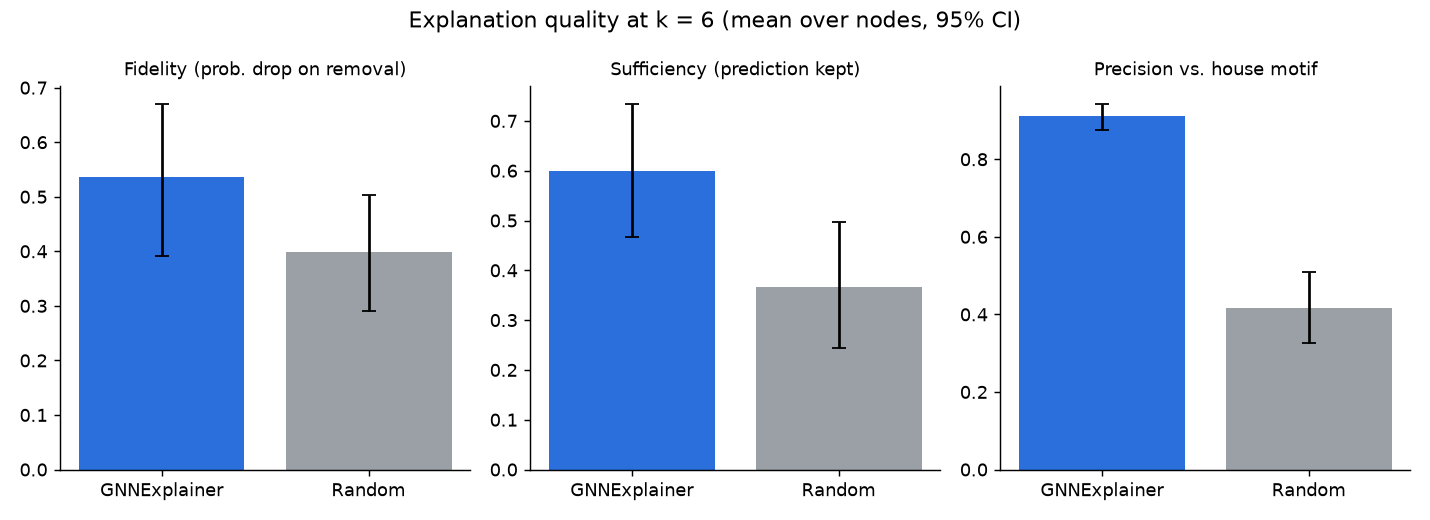 Explanation quality at k = 6 (mean over nodes, 95% CI)
Fidelity (prob. drop on removal)
0.7
0.6
0.5
0.4
0.3
0.2
0.1
0.0
GNNExplainer
Random
Sufficiency (prediction kept)
0.7
0.6
0.5
0.4
0.3
0.2
0.1
0.0
GNNExplainer
Random
Precision vs. house motif
0.8
0.6
0.4
0.2
0.0
GNNExplainer
Random